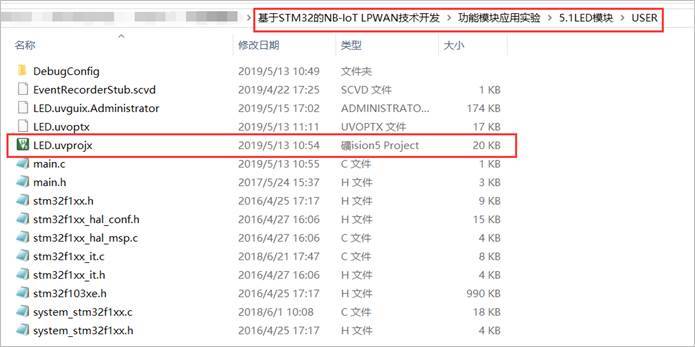 基于STM32的NB-IoT LPWAN技术开发 > 功能模块应用实验 > 5.1LED模块 > USER
名称 修改日期 类型 大小
DebugConfig 2019/5/13 10:49 文件夹
EventRecorderStub.scvd 2019/4/22 17:25 SCVD 文件 1 KB
LED.uvguix.Administrator 2019/5/15 17:02 ADMINISTRATO... 174 KB
LED.uvoptx 2019/5/13 11:11 UVOPTX 文件 17 KB
LED.uvprojx 2019/5/13 10:54 礦ision5 Project 20 KB
main.c 2019/5/13 10:55 C 文件 3 KB
main.h 2017/5/24 15:37 H 文件 3 KB
stm32f1xx.h 2016/4/25 17:17 H 文件 9 KB
stm32f1xx_hal_conf.h 2016/4/27 16:06 H 文件 15 KB
stm32f1xx_hal_msp.c 2016/4/27 16:06 C 文件 4 KB
stm32f1xx_it.c 2018/6/21 17:47 C 文件 8 KB
stm32f1xx_it.h 2016/4/27 16:06 H 文件 4 KB
stm32f103xe.h 2016/4/25 17:17 H 文件 990 KB
system_stm32f1xx.c 2018/6/1 10:08 C 文件 18 KB
system_stm32f1xx.h 2016/4/25 17:17 H 文件 4 KB